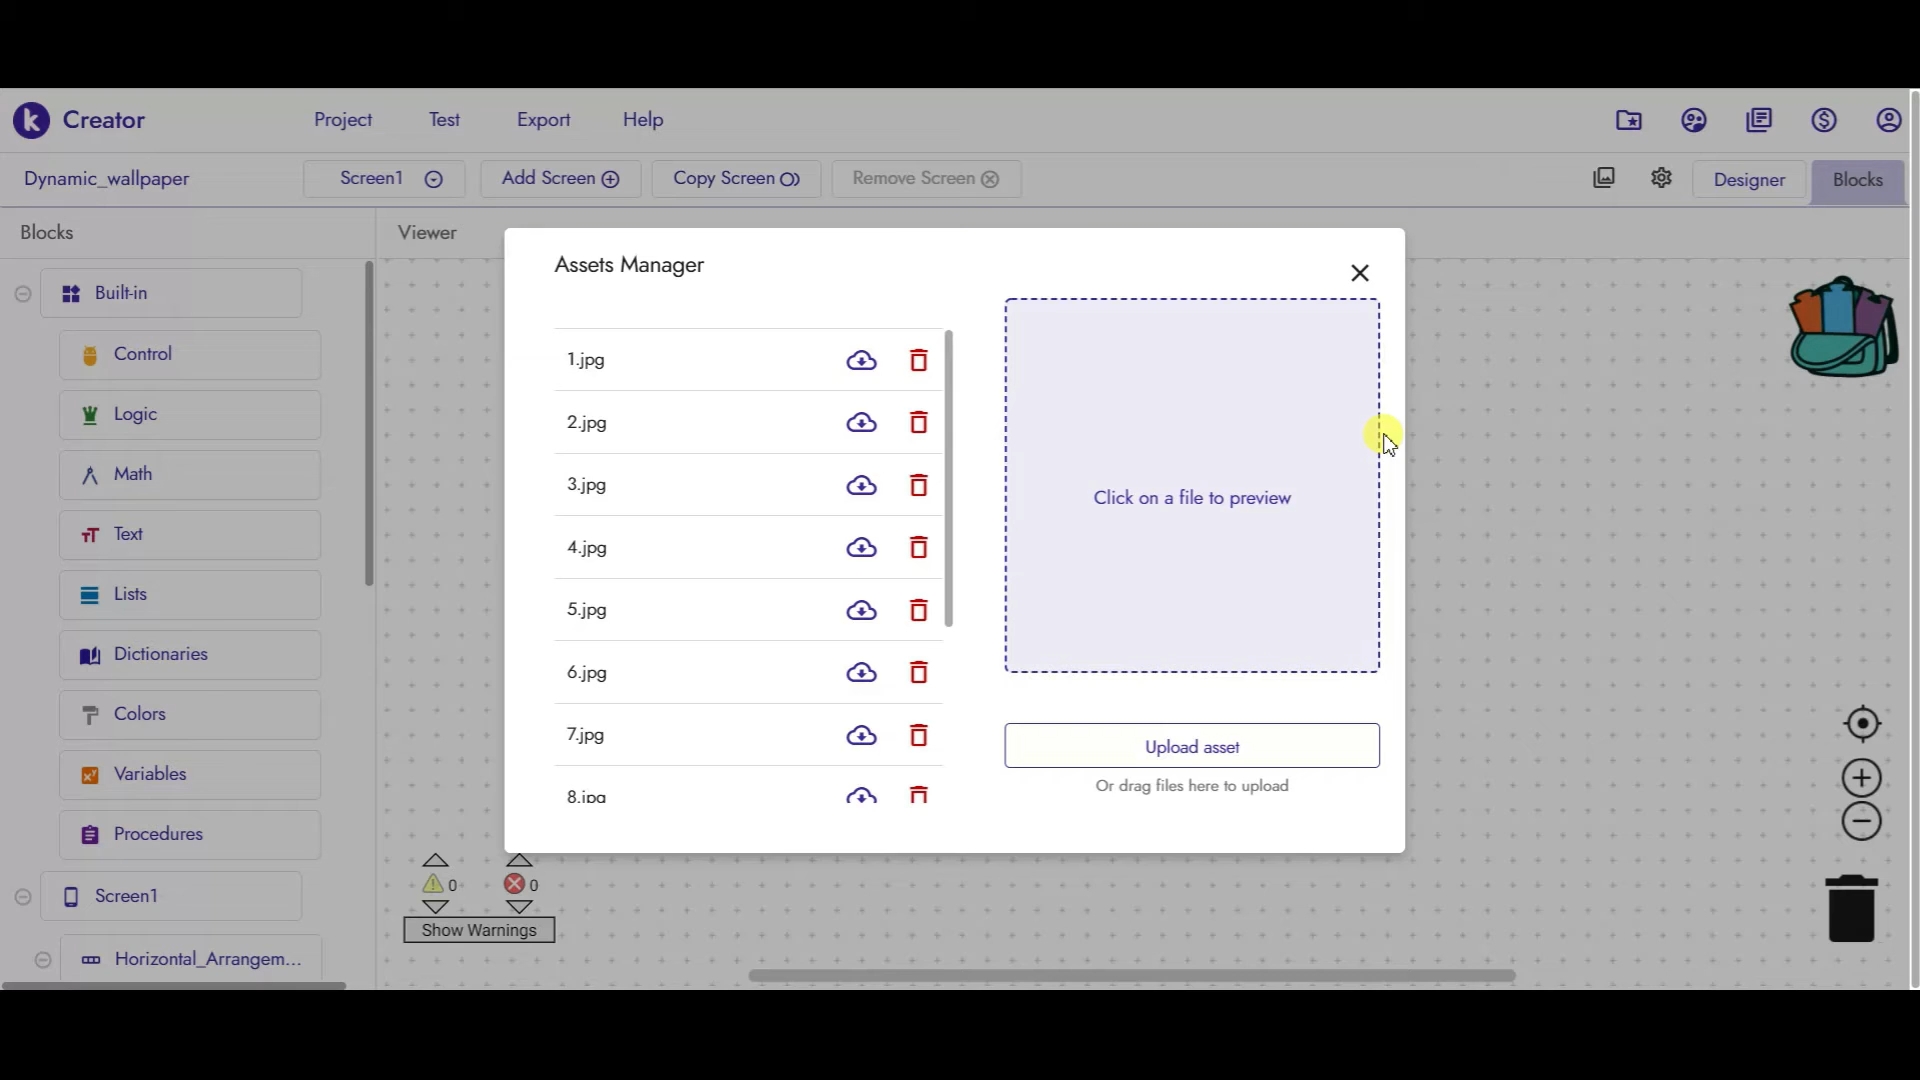 k Creator
Project Test Export Help
Dynamic_wallpaper
Screen1 Add Screen Copy Screen Remove Screen
Designer Blocks
Blocks
Viewer
Built-in
Control
Logic
Math
Text
Lists
Dictionaries
Colors
Variables
Procedures
Screen1
Horizontal_Arrangem...
Assets Manager
1.jpg
2.jpg
3.jpg
4.jpg
5.jpg
6.jpg
7.jpg
8.jpg
Click on a file to preview
Upload asset
Or drag files here to upload
0 0
Show Warnings